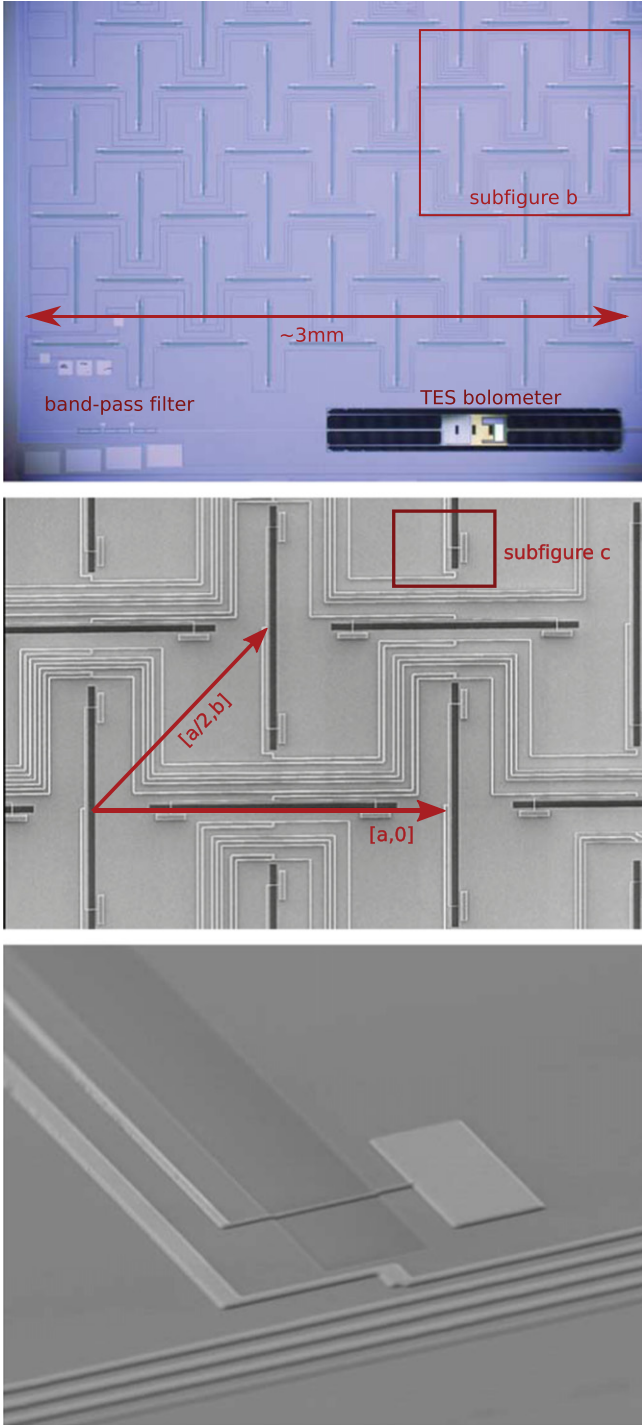 subfigure b
~3mm
band-pass filter
TES bolometer
subfigure c
[a/2,b]
[a,0]